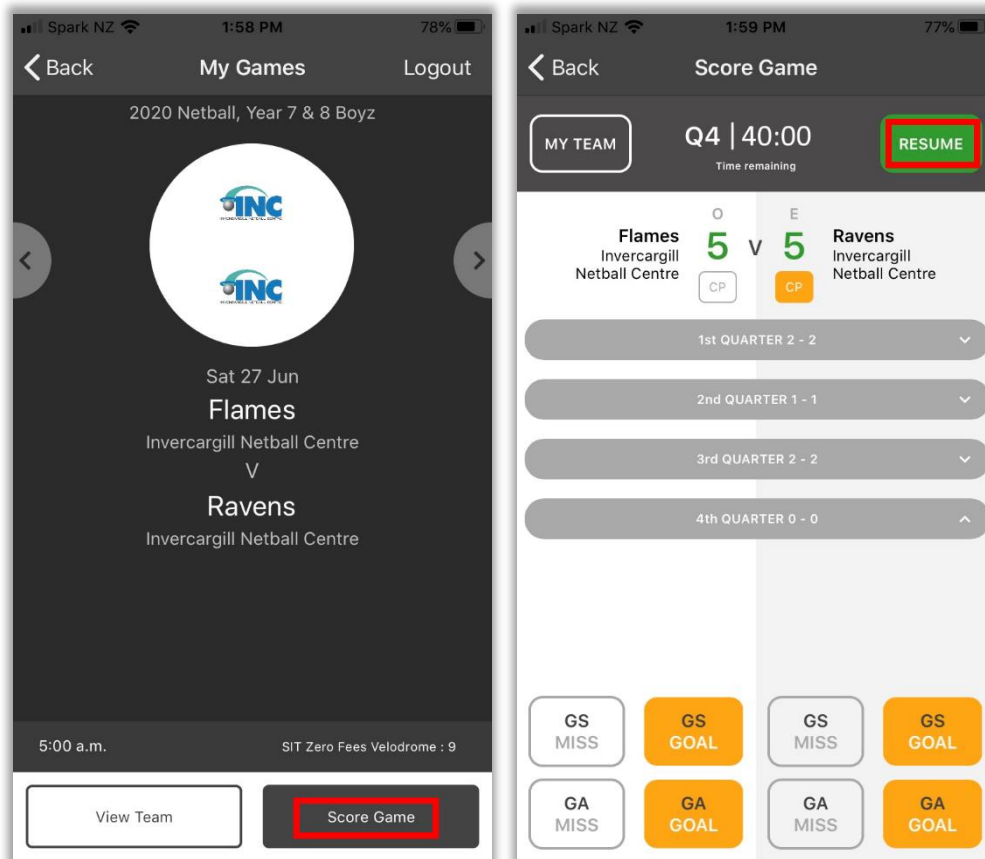 Spark NZ 1:58 PM 78%
Back My Games Logout
2020 Netball, Year 7 & 8 Boyz
INC
INC
Sat 27 Jun
Flames
Invercargill Netball Centre
V
Ravens
Invercargill Netball Centre
5:00 a.m. SIT Zero Fees Velodrome : 9
View Team Score Game
Spark NZ 1:59 PM 77%
Back Score Game
MY TEAM Q4 | 40:00 RESUME
Time remaining
O E
Flames 5 v 5 Ravens
Invercargill Invercargill
Netball Centre Netball Centre
CP CP
1st QUARTER 2 - 2
2nd QUARTER 1 - 1
3rd QUARTER 2 - 2
4th QUARTER 0 - 0
GS GS GS GS
MISS GOAL MISS GOAL
GA GA GA GA
MISS GOAL MISS GOAL